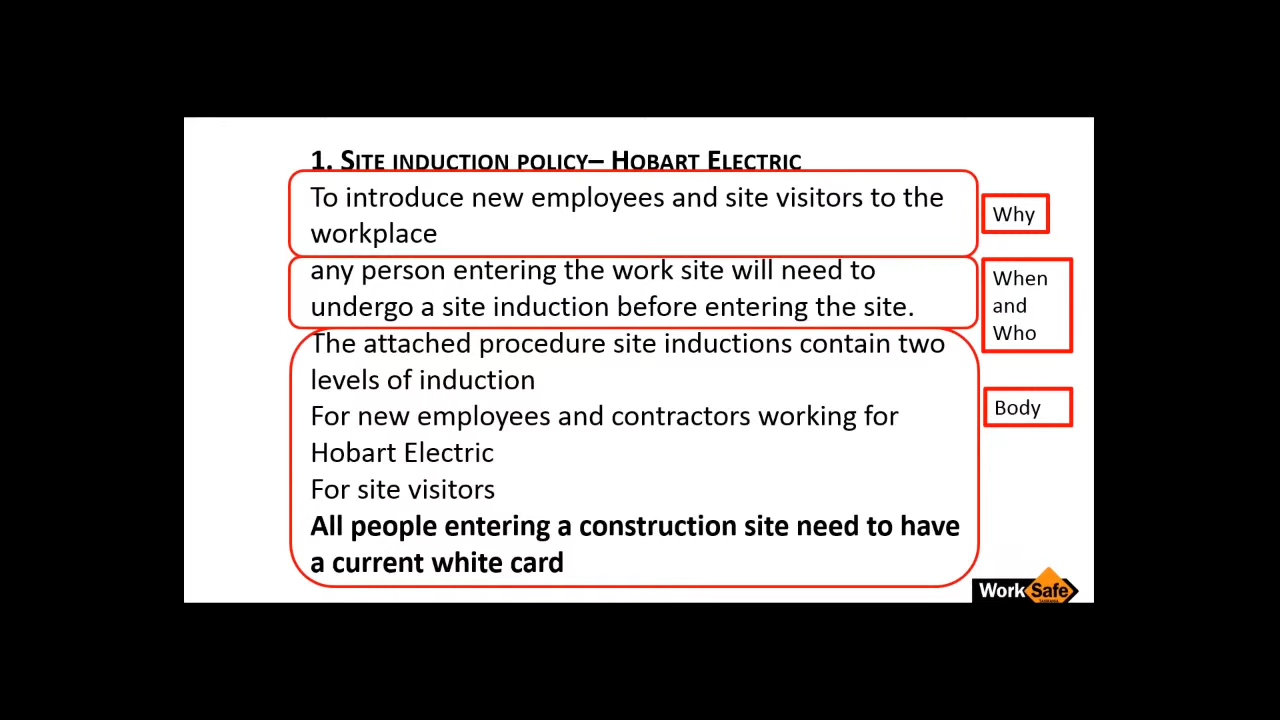 1. SITE INDUCTION POLICY– HOBART ELECTRIC
To introduce new employees and site visitors to the
workplace
Why
any person entering the work site will need to
undergo a site induction before entering the site.
When
and
Who
The attached procedure site inductions contain two
levels of induction
For new employees and contractors working for
Hobart Electric
For site visitors
All people entering a construction site need to have
a current white card
Body
WorkSafe
TASMANIA